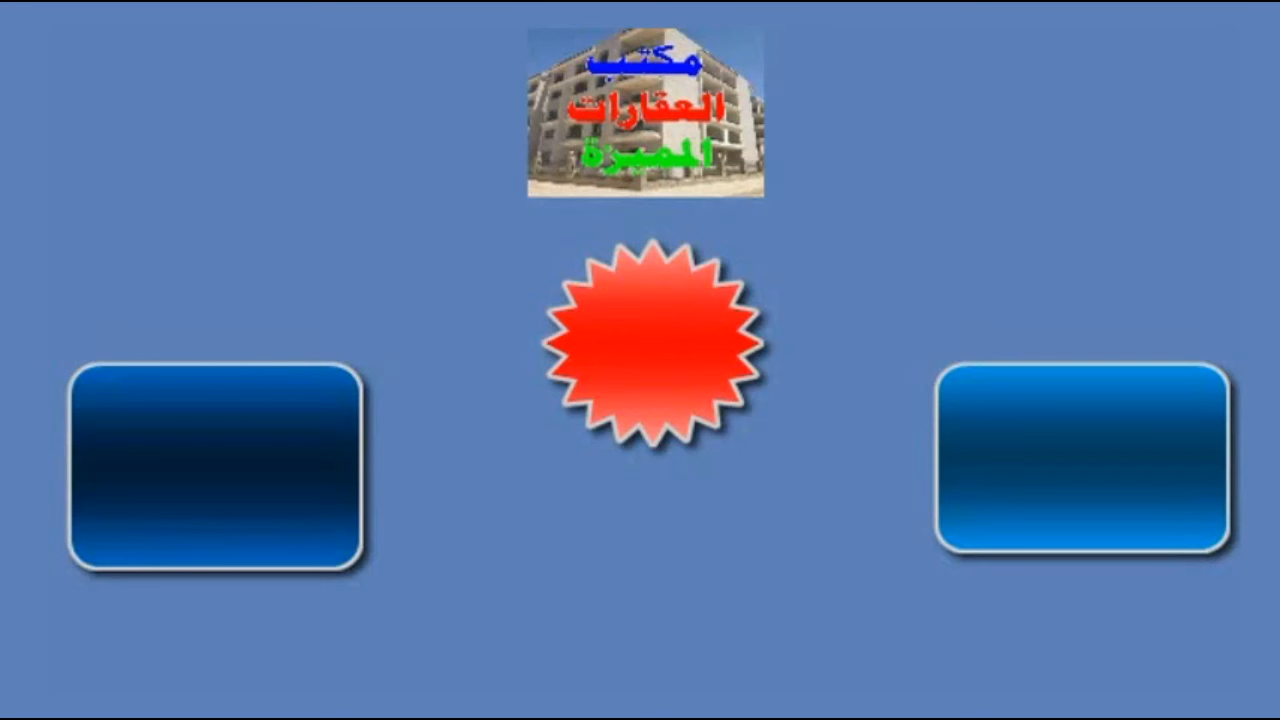 مكتب
العقارات
المميزة